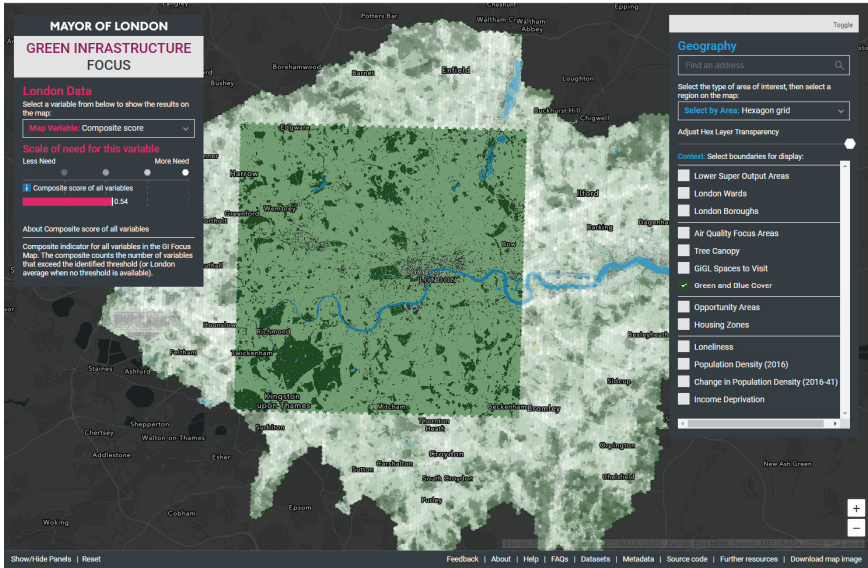 MAYOR OF LONDON
GREEN INFRASTRUCTURE
FOCUS
London Data
Select a variable from below to show the results on
the map:
Map Variable: Composite score
Scale of need for this variable
Less Need
More Need
i Composite score of all variables
0.54
About Composite score of all variables
Composite indicator for all variables in the GI Focus
Map. The composite counts the number of variables
that exceed the identified threshold (or London
average when no threshold is available).
Toggle
Geography
Find an address
Select the type of area of interest, then select a
region on the map:
Select by Area: Hexagon grid
Adjust Hex Layer Transparency
Context: Select boundaries for display:
Lower Super Output Areas
London Wards
London Boroughs
Air Quality Focus Areas
Tree Canopy
GiGL Spaces to Visit
Green and Blue Cover
Opportunity Areas
Housing Zones
Loneliness
Population Density (2016)
Change in Population Density (2016-41)
Income Deprivation
Potters Bar
Cheshunt
Epping
Waltham
Abbey
Borehamwood
Barnet
Enfield
Loughton
Bushey
Buckhurst Hill
Chigwell
Edgware
Harrow
Ilford
Wembley
Greenford
Barking
Bow
LONDON
Hounslow
Richmond
Bexleyheath
Feltham
Twickenham
Staines
Ashford
Sidcup
Kingston
upon-Thames
Mitcham
Beckenham
Bromley
Surbiton
Thornton
Heath
Shepperton
Chertsey
Walton-on-Thames
Addlestone
Esher
Croydon
Orpington
Carshalton
Sutton
South Croydon
Chelsfield
New Ash Green
Purley
Epsom
Cobham
Woking
+
−
Show/Hide Panels | Reset
Feedback | About | Help | FAQs | Datasets | Metadata | Source code | Further resources | Download map image